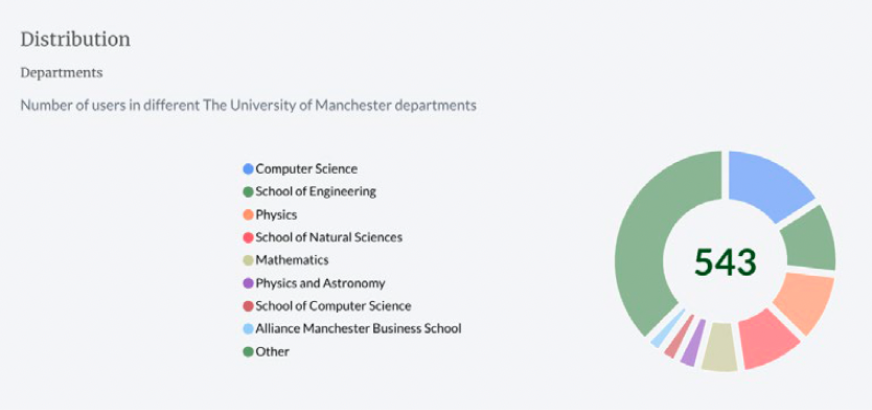 Distribution
Departments
Number of users in different The University of Manchester departments
Computer Science
School of Engineering
Physics
School of Natural Sciences
Mathematics
Physics and Astronomy
School of Computer Science
Alliance Manchester Business School
Other
543